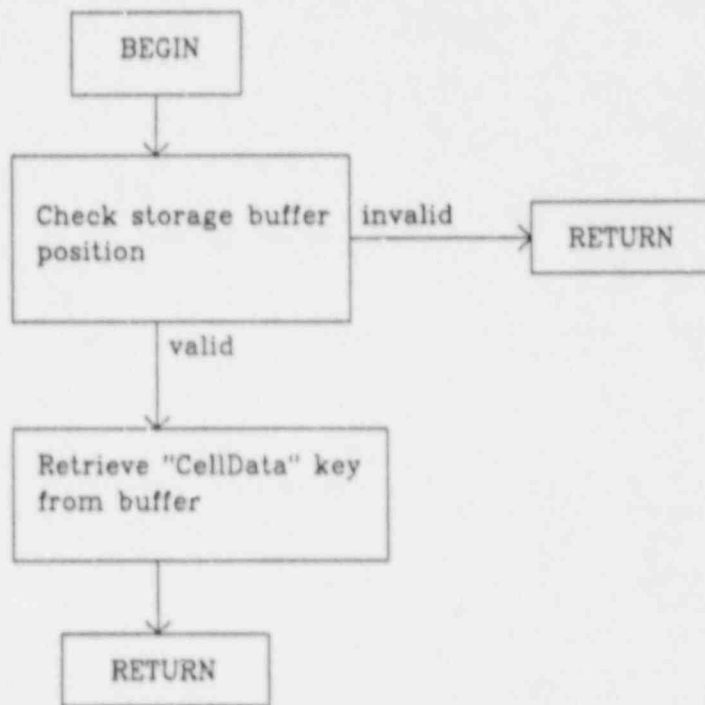 BEGIN
Check storage buffer
position
invalid
RETURN
valid
Retrieve "CellData" key
from buffer
RETURN